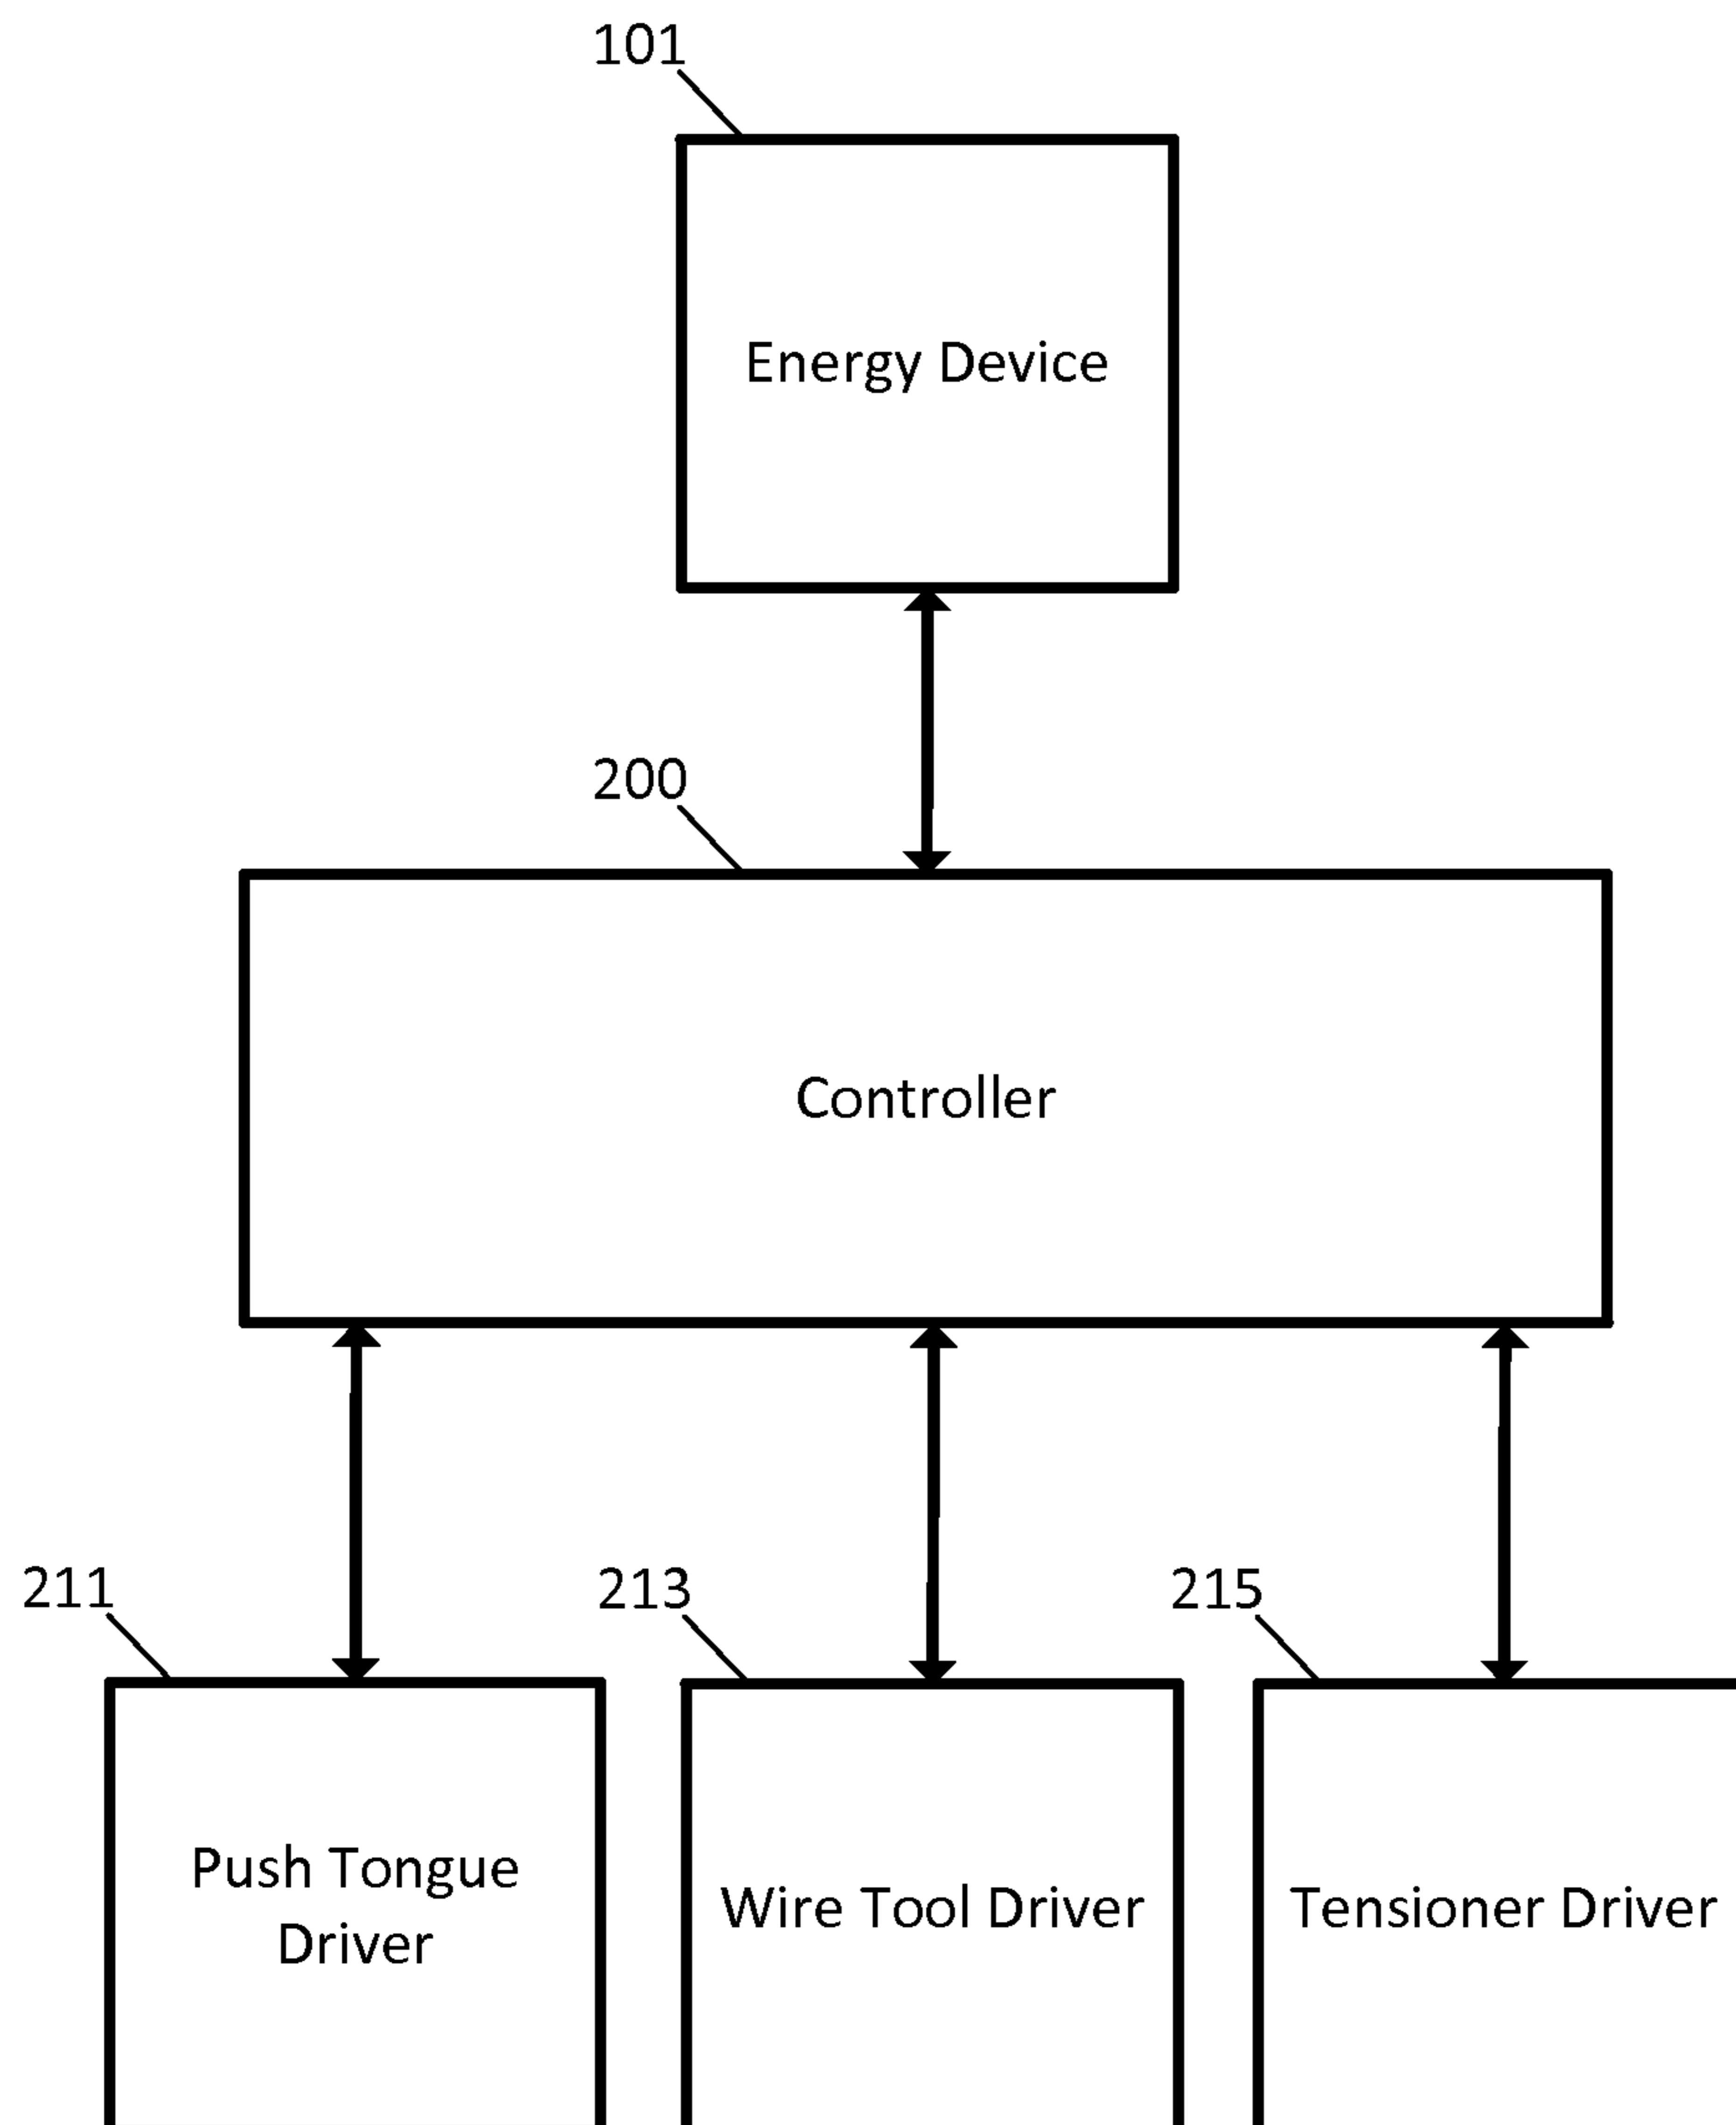 101
Energy Device
200
Controller
211
213
215
Push Tongue
Driver
Wire Tool Driver
Tensioner Driver